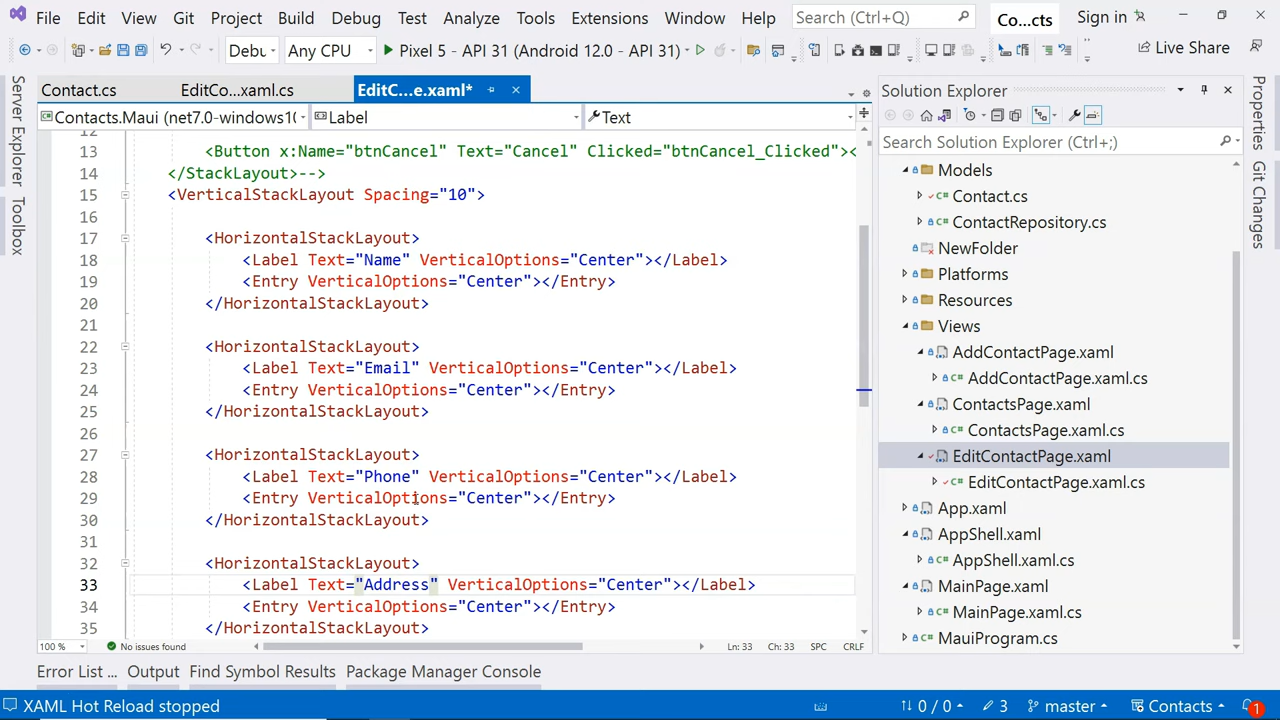 File Edit View Git Project Build Debug Test Analyze Tools Extensions Window Help Search (Ctrl+Q) Co...cts Sign in
Debu Any CPU Pixel 5 - API 31 (Android 12.0 - API 31) Live Share
Server Explorer
Toolbox
Contact.cs EditCo...xaml.cs EditC...e.xaml*
Contacts.Maui (net7.0-windows10 Label Text
12
13 <Button x:Name="btnCancel" Text="Cancel" Clicked="btnCancel_Clicked"><
14 </StackLayout>-->
15 <VerticalStackLayout Spacing="10">
16
17 <HorizontalStackLayout>
18 <Label Text="Name" VerticalOptions="Center"></Label>
19 <Entry VerticalOptions="Center"></Entry>
20 </HorizontalStackLayout>
21
22 <HorizontalStackLayout>
23 <Label Text="Email" VerticalOptions="Center"></Label>
24 <Entry VerticalOptions="Center"></Entry>
25 </HorizontalStackLayout>
26
27 <HorizontalStackLayout>
28 <Label Text="Phone" VerticalOptions="Center"></Label>
29 <Entry VerticalOptions="Center"></Entry>
30 </HorizontalStackLayout>
31
32 <HorizontalStackLayout>
33 <Label Text="Address" VerticalOptions="Center"></Label>
34 <Entry VerticalOptions="Center"></Entry>
35 </HorizontalStackLayout>
100 % No issues found Ln: 33 Ch: 33 SPC CRLF
Solution Explorer
Search Solution Explorer (Ctrl+;)
Models
C# Contact.cs
C# ContactRepository.cs
NewFolder
Platforms
Resources
Views
AddContactPage.xaml
C# AddContactPage.xaml.cs
ContactsPage.xaml
C# ContactsPage.xaml.cs
EditContactPage.xaml
C# EditContactPage.xaml.cs
App.xaml
AppShell.xaml
C# AppShell.xaml.cs
MainPage.xaml
C# MainPage.xaml.cs
C# MauiProgram.cs
Properties
Git Changes
Error List ... Output Find Symbol Results Package Manager Console
XAML Hot Reload stopped 0 / 0 3 master Contacts 1